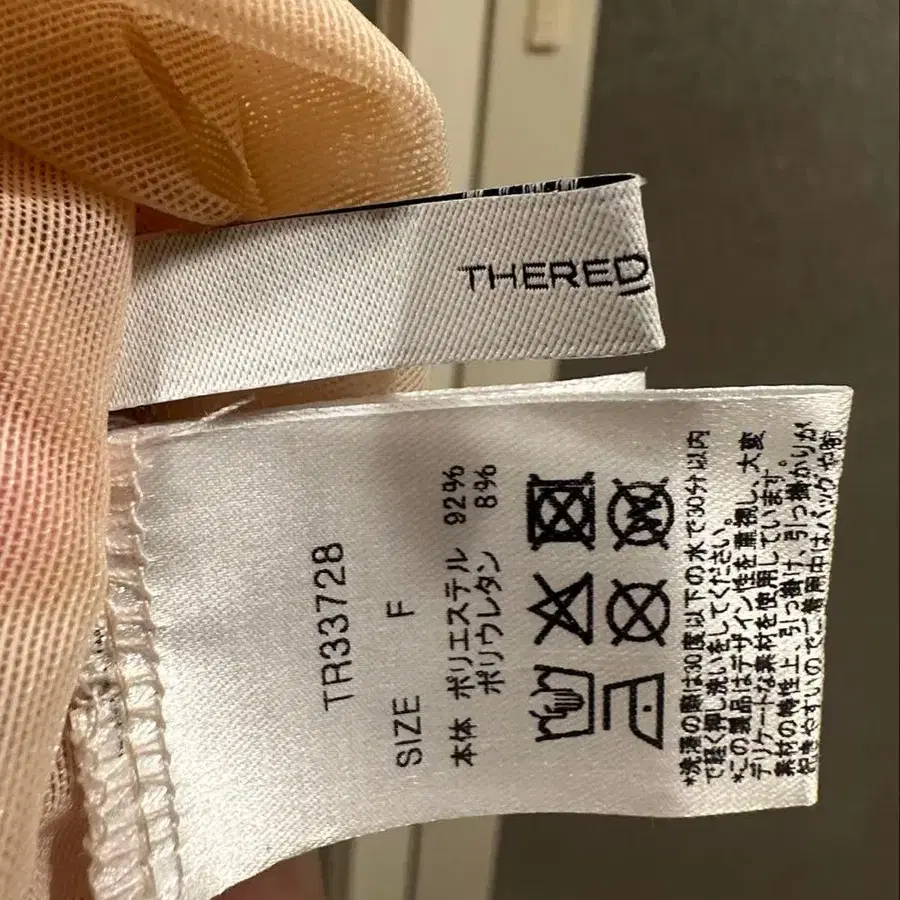 THERED
TR33728
SIZE F
本体 ポリエステル 92%
ポリウレタン 8%
*洗濯の際は30度以下の水で30分以内
で軽く押し洗いをしてください。
*この製品はデザイン性を重視し、大変
デリケートな素材を使用しています。
素材の特性上、引っ掛け、引っ掛かりが
起きやすいのでご着用中はバッグや腕